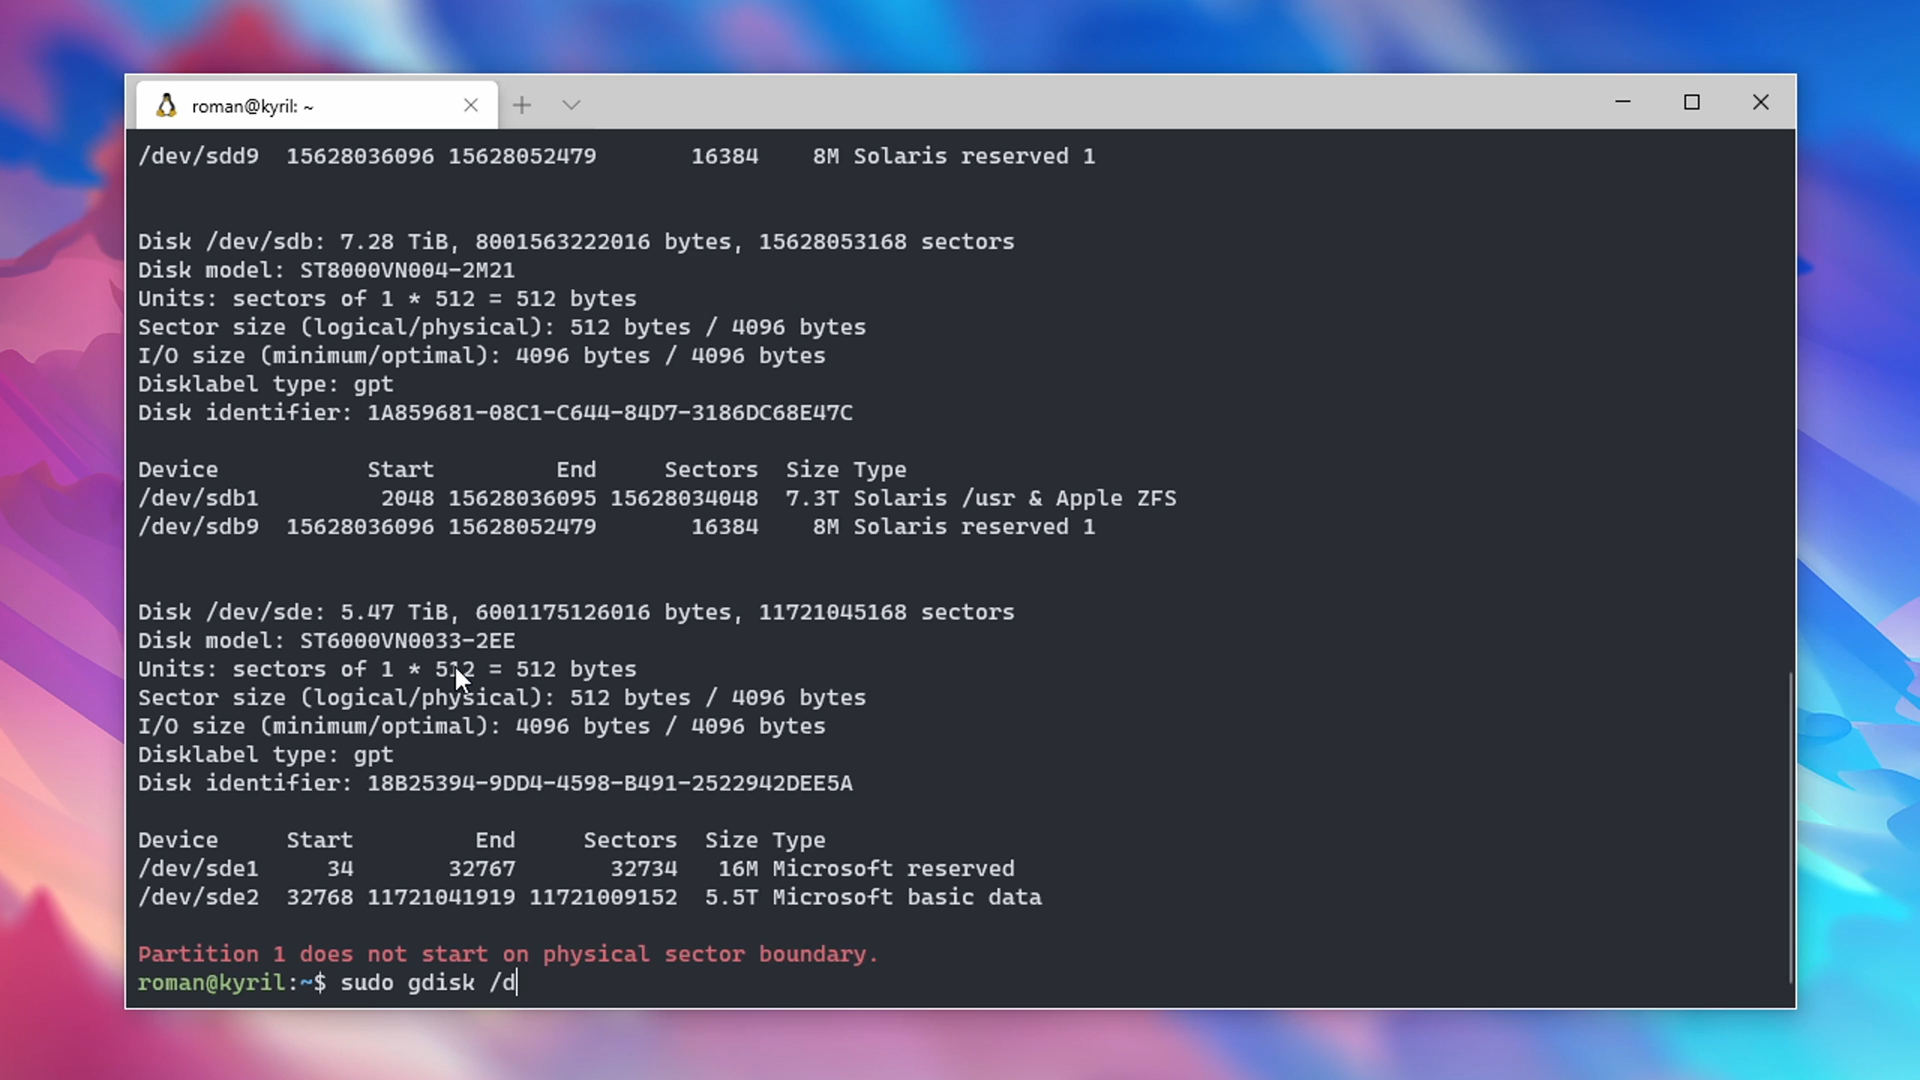 roman@kyril: ~
/dev/sdd9  15628036096 15628052479       16384    8M Solaris reserved 1
Disk /dev/sdb: 7.28 TiB, 8001563222016 bytes, 15628053168 sectors
Disk model: ST8000VN004-2M21
Units: sectors of 1 * 512 = 512 bytes
Sector size (logical/physical): 512 bytes / 4096 bytes
I/O size (minimum/optimal): 4096 bytes / 4096 bytes
Disklabel type: gpt
Disk identifier: 1A859681-08C1-C644-84D7-3186DC68E47C
Device           Start         End     Sectors  Size Type
/dev/sdb1         2048 15628036095 15628034048  7.3T Solaris /usr & Apple ZFS
/dev/sdb9  15628036096 15628052479       16384    8M Solaris reserved 1
Disk /dev/sde: 5.47 TiB, 6001175126016 bytes, 11721045168 sectors
Disk model: ST6000VN0033-2EE
Units: sectors of 1 * 512 = 512 bytes
Sector size (logical/physical): 512 bytes / 4096 bytes
I/O size (minimum/optimal): 4096 bytes / 4096 bytes
Disklabel type: gpt
Disk identifier: 18B25394-9DD4-4598-B491-2522942DEE5A
Device     Start         End     Sectors  Size Type
/dev/sde1     34       32767       32734   16M Microsoft reserved
/dev/sde2  32768 11721041919 11721009152  5.5T Microsoft basic data
Partition 1 does not start on physical sector boundary.
roman@kyril:~$ sudo gdisk /d